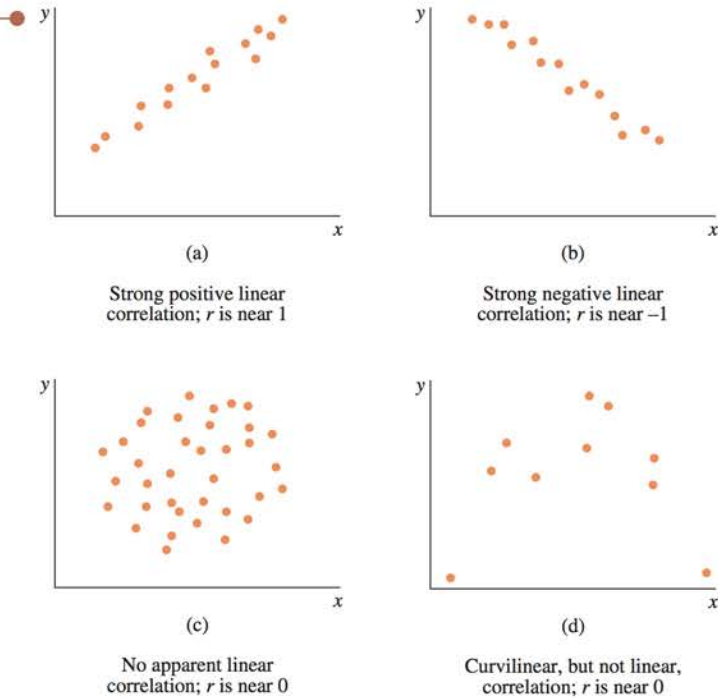 y
y
x
x
(a)
(b)
Strong positive linear
correlation; r is near 1
Strong negative linear
correlation; r is near –1
y
y
x
x
(c)
(d)
No apparent linear
correlation; r is near 0
Curvilinear, but not linear,
correlation; r is near 0